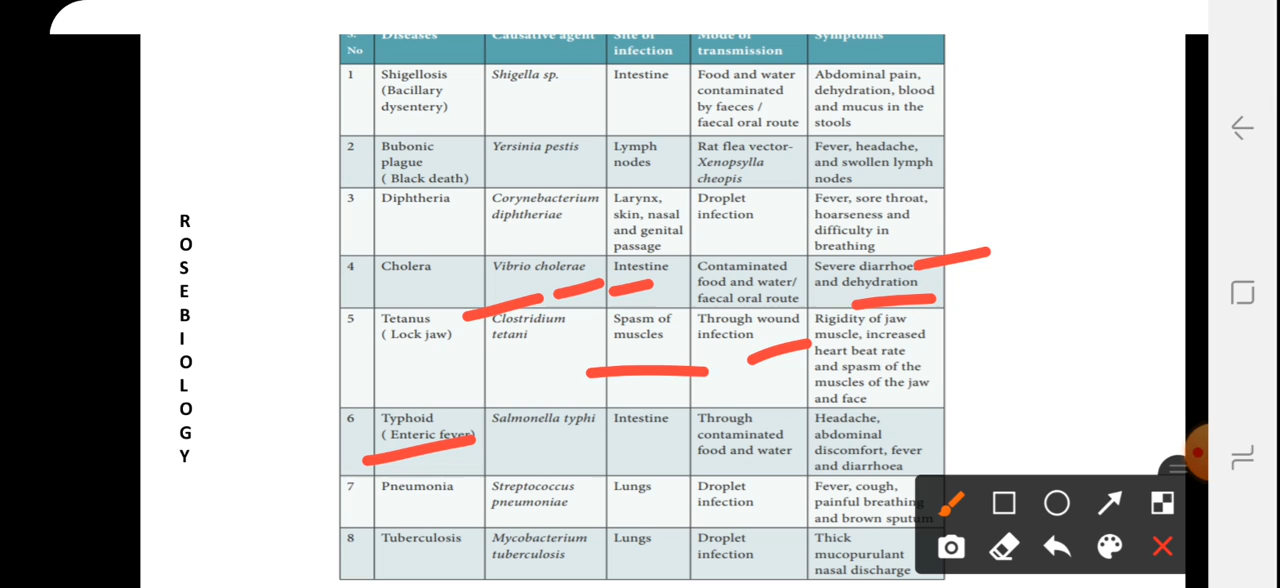 S. Diseases Causative agent Site of Mode of Symptoms
No infection transmission
1 Shigellosis Shigella sp. Intestine Food and water Abdominal pain,
(Bacillary contaminated dehydration, blood
dysentery) by faeces / and mucus in the
faecal oral route stools
2 Bubonic Yersinia pestis Lymph Rat flea vector- Fever, headache,
plague nodes Xenopsylla and swollen lymph
( Black death) cheopis nodes
3 Diphtheria Corynebacterium Larynx, Droplet Fever, sore throat,
diphtheriae skin, nasal infection hoarseness and
and genital difficulty in
passage breathing
4 Cholera Vibrio cholerae Intestine Contaminated Severe diarrhoea
food and water/ and dehydration
faecal oral route
5 Tetanus Clostridium Spasm of Through wound Rigidity of jaw
( Lock jaw) tetani muscles infection muscle, increased
heart beat rate
and spasm of the
muscles of the jaw
and face
6 Typhoid Salmonella typhi Intestine Through Headache,
( Enteric fever) contaminated abdominal
food and water discomfort, fever
and diarrhoea
7 Pneumonia Streptococcus Lungs Droplet Fever, cough,
pneumoniae infection painful breathing
and brown sputum
8 Tuberculosis Mycobacterium Lungs Droplet Thick
tuberculosis infection mucopurulant
nasal discharge
R
O
S
E
B
I
O
L
O
G
Y